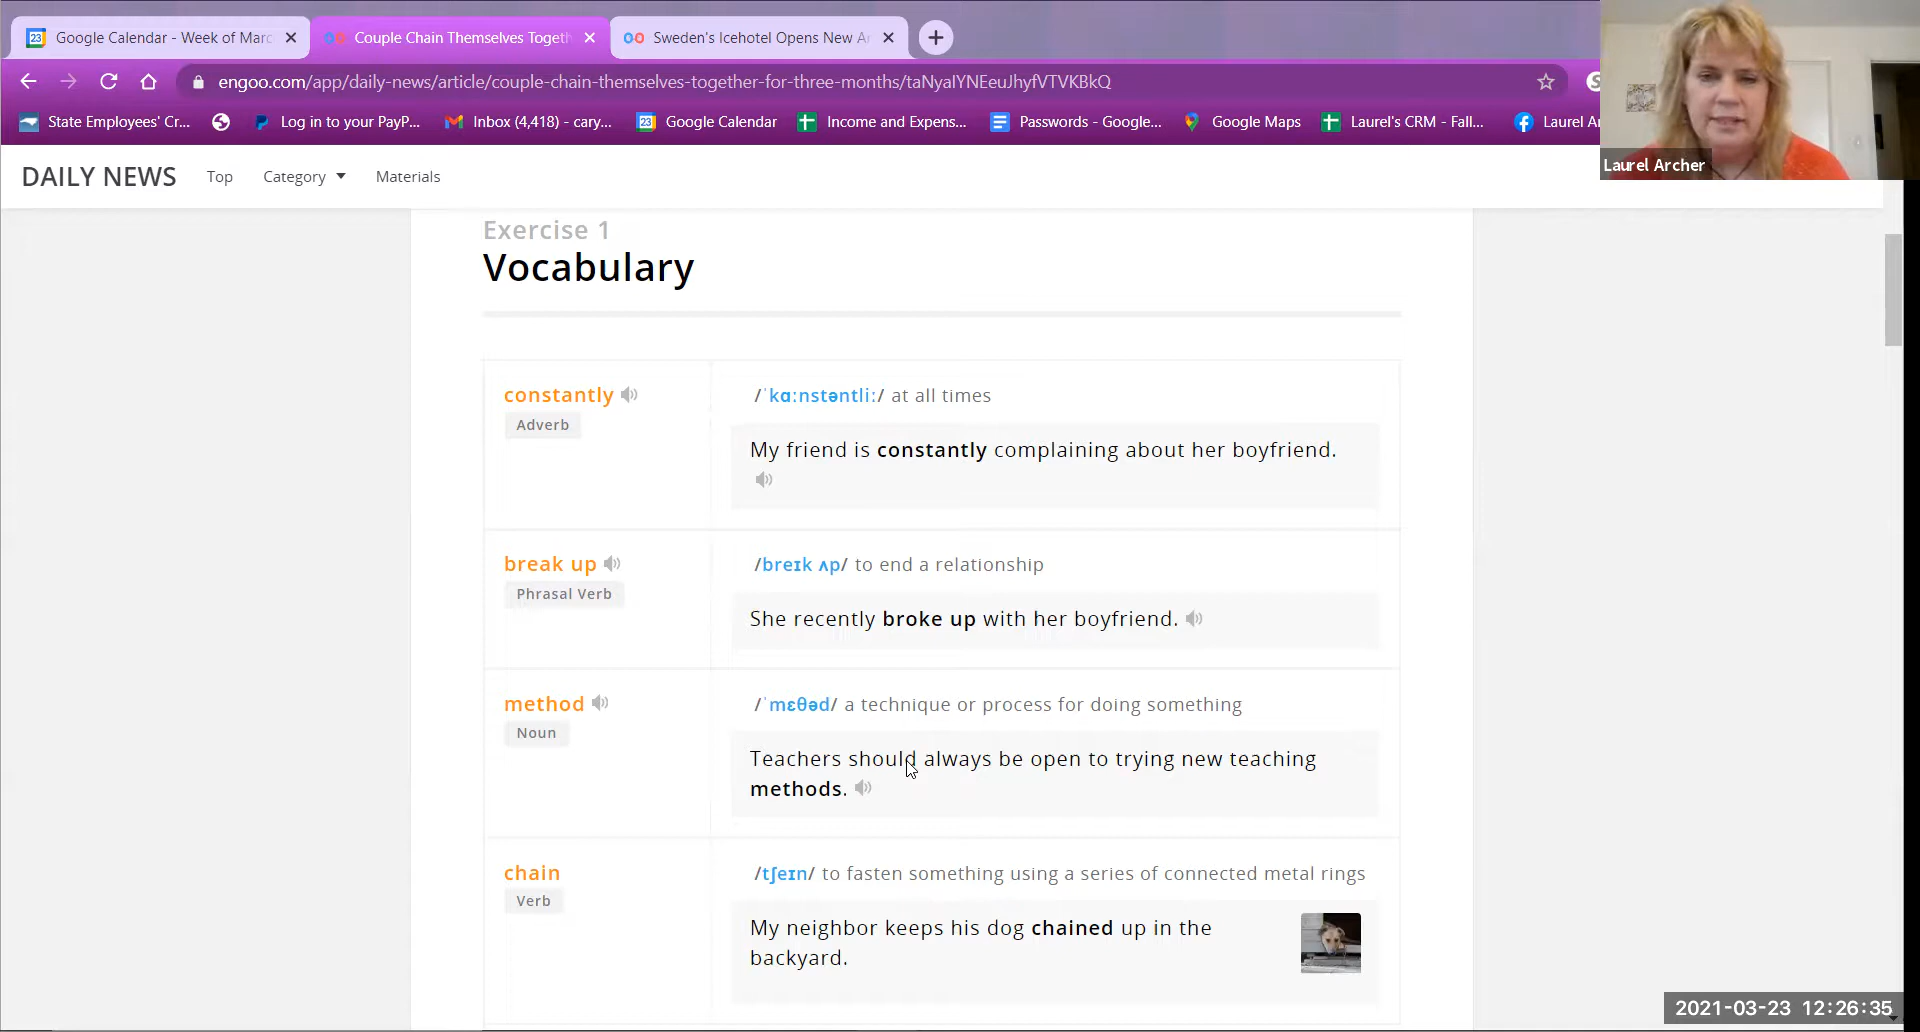 Google Calendar - Week of Marc
Couple Chain Themselves Togeth
Sweden's Icehotel Opens New Ar
engoo.com/app/daily-news/article/couple-chain-themselves-together-for-three-months/taNyaIYNEeuJhyfVTVKBkQ
State Employees' Cr...
Log in to your PayP...
Inbox (4,418) - cary...
Google Calendar
Income and Expens...
Passwords - Google...
Google Maps
Laurel's CRM - Fall...
Laurel Ar
Laurel Archer
DAILY NEWS
Top
Category
Materials
Exercise 1
Vocabulary
constantly
Adverb
/ˈkɑːnstəntliː/ at all times
My friend is constantly complaining about her boyfriend.
break up
Phrasal Verb
/breɪk ʌp/ to end a relationship
She recently broke up with her boyfriend.
method
Noun
/ˈmɛθəd/ a technique or process for doing something
Teachers should always be open to trying new teaching
methods.
chain
Verb
/tʃeɪn/ to fasten something using a series of connected metal rings
My neighbor keeps his dog chained up in the
backyard.
2021-03-23 12:26:35